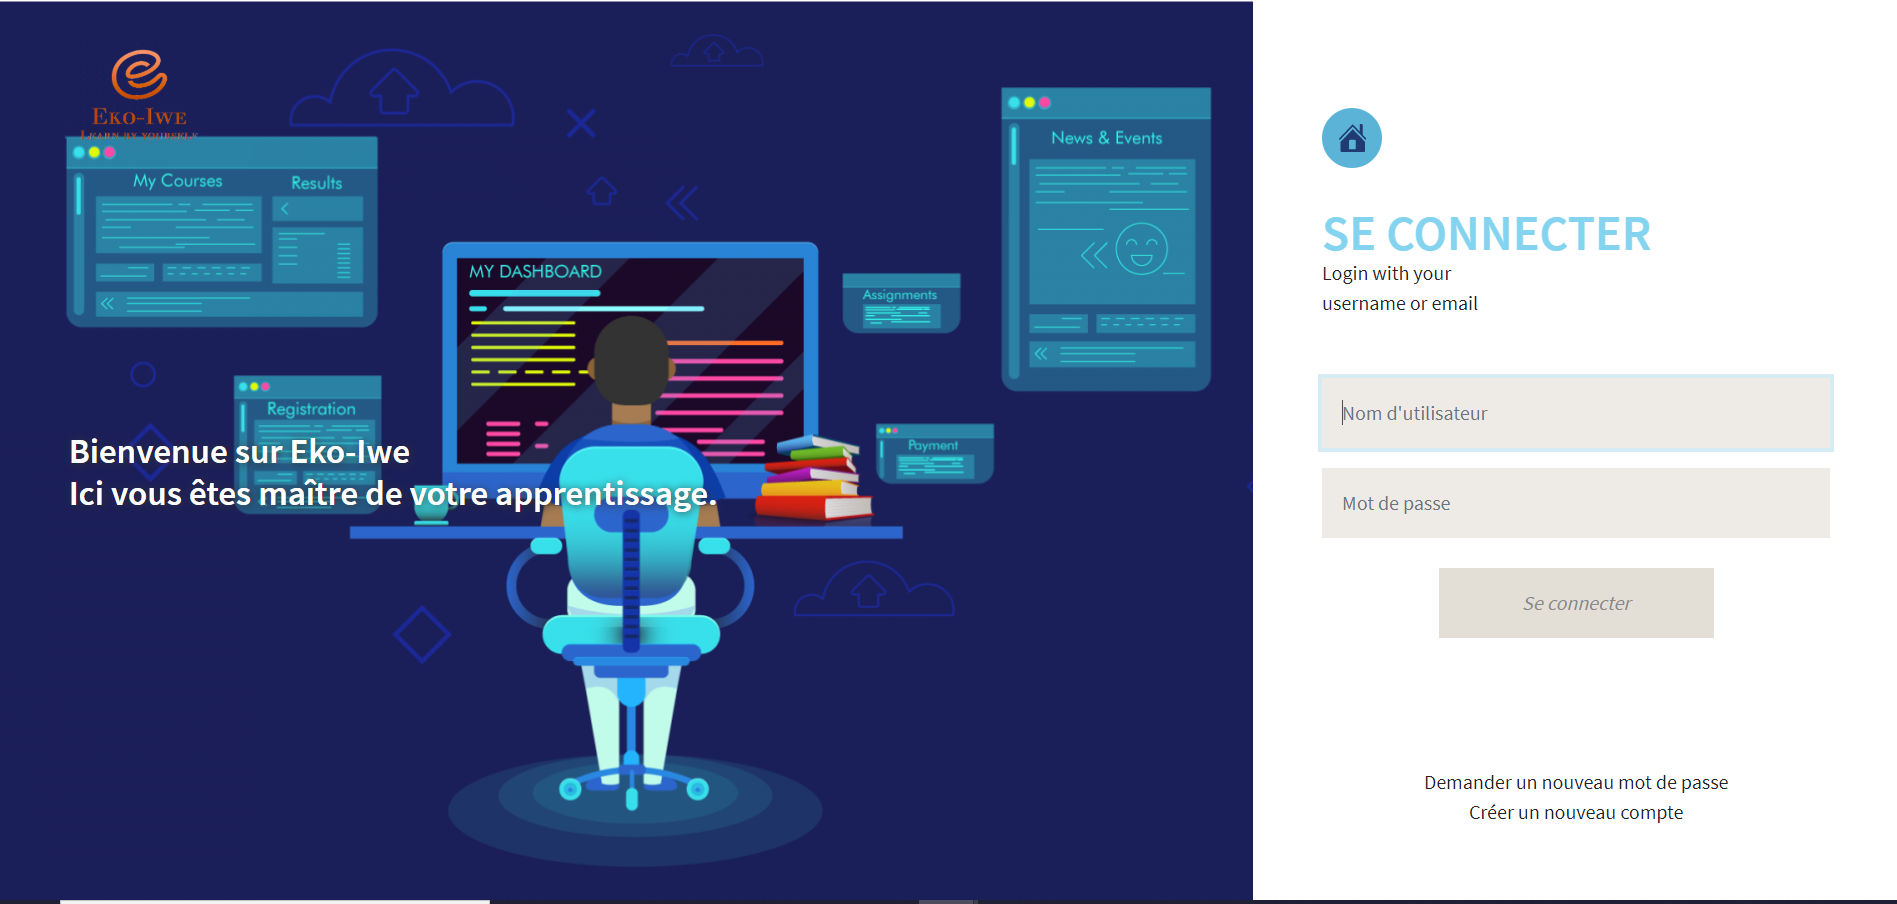 Eko-Iwe
Learn by yourself
My Courses
Results
News & Events
MY DASHBOARD
Assignments
Registration
Payment
Bienvenue sur Eko-Iwe
Ici vous êtes maître de votre apprentissage.
SE CONNECTER
Login with your
username or email
Nom d'utilisateur
Mot de passe
Se connecter
Demander un nouveau mot de passe
Créer un nouveau compte